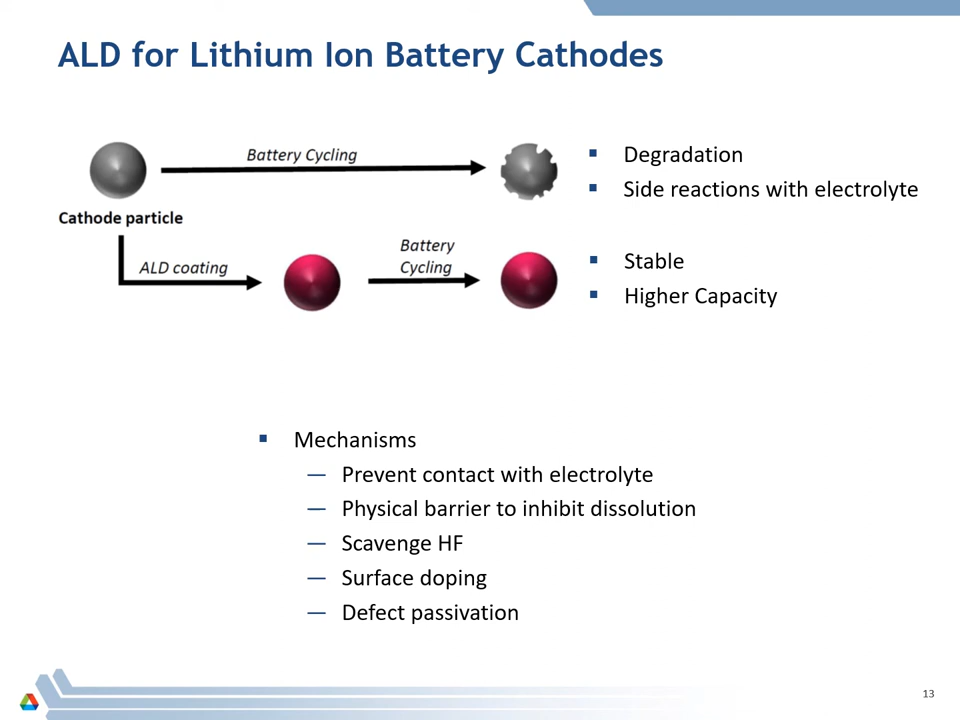 ALD for Lithium Ion Battery Cathodes
Battery Cycling
▪ Degradation
▪ Side reactions with electrolyte
Cathode particle
ALD coating
Battery
Cycling
▪ Stable
▪ Higher Capacity
▪ Mechanisms
— Prevent contact with electrolyte
— Physical barrier to inhibit dissolution
— Scavenge HF
— Surface doping
— Defect passivation
13